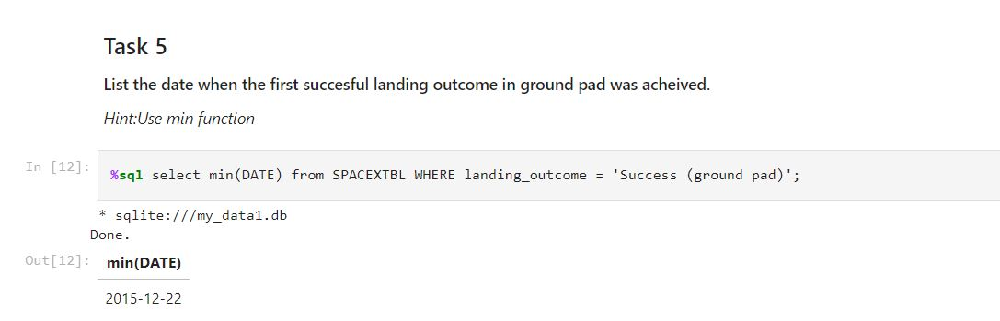 Task 5
List the date when the first succesful landing outcome in ground pad was acheived.
Hint:Use min function
In [12]: %sql select min(DATE) from SPACEXTBL WHERE landing_outcome = 'Success (ground pad)';
* sqlite:///my_data1.db
Done.
Out[12]: min(DATE)
2015-12-22